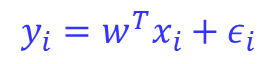 yᵢ = wᵀxᵢ + ϵᵢ